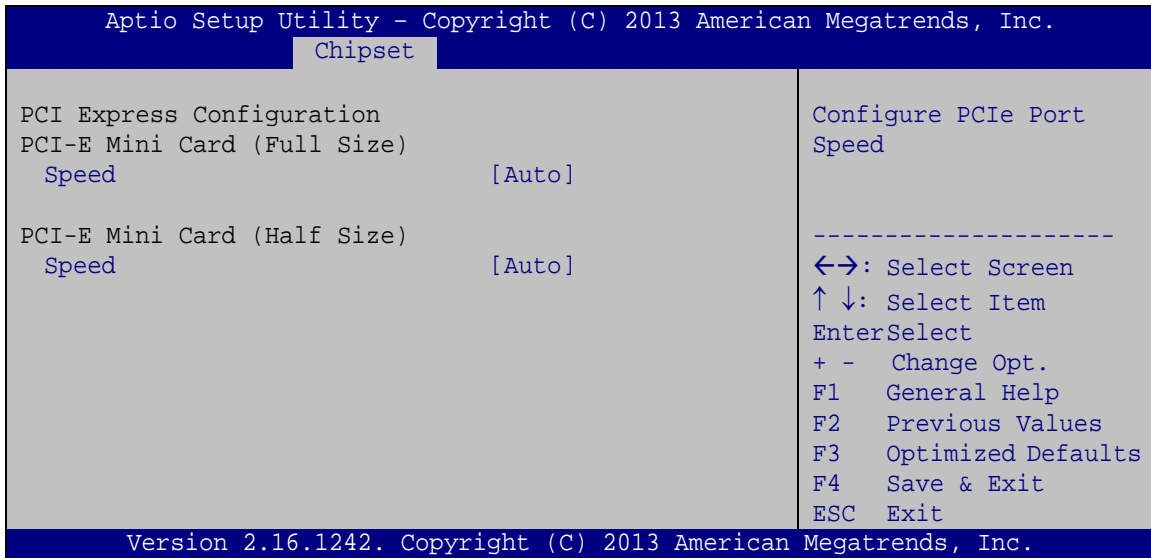 Aptio Setup Utility – Copyright (C) 2013 American Megatrends, Inc.
Chipset
PCI Express Configuration
PCI-E Mini Card (Full Size)
Speed [Auto]
PCI-E Mini Card (Half Size)
Speed [Auto]
Configure PCIe Port
Speed
---------------------
←→: Select Screen
↑ ↓: Select Item
EnterSelect
+ - Change Opt.
F1 General Help
F2 Previous Values
F3 Optimized Defaults
F4 Save & Exit
ESC Exit
Version 2.16.1242. Copyright (C) 2013 American Megatrends, Inc.